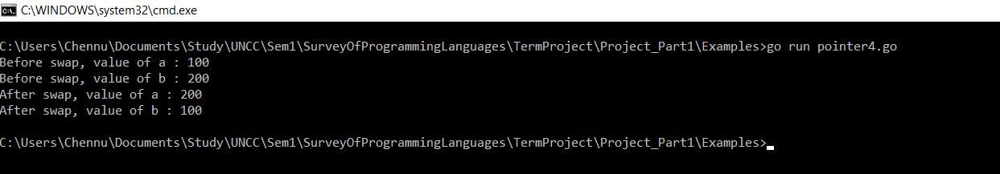 C:\WINDOWS\system32\cmd.exe
C:\Users\Chennu\Documents\Study\UNCC\Sem1\SurveyOfProgrammingLanguages\TermProject\Project_Part1\Examples>go run pointer4.go
Before swap, value of a : 100
Before swap, value of b : 200
After swap, value of a : 200
After swap, value of b : 100
C:\Users\Chennu\Documents\Study\UNCC\Sem1\SurveyOfProgrammingLanguages\TermProject\Project_Part1\Examples>